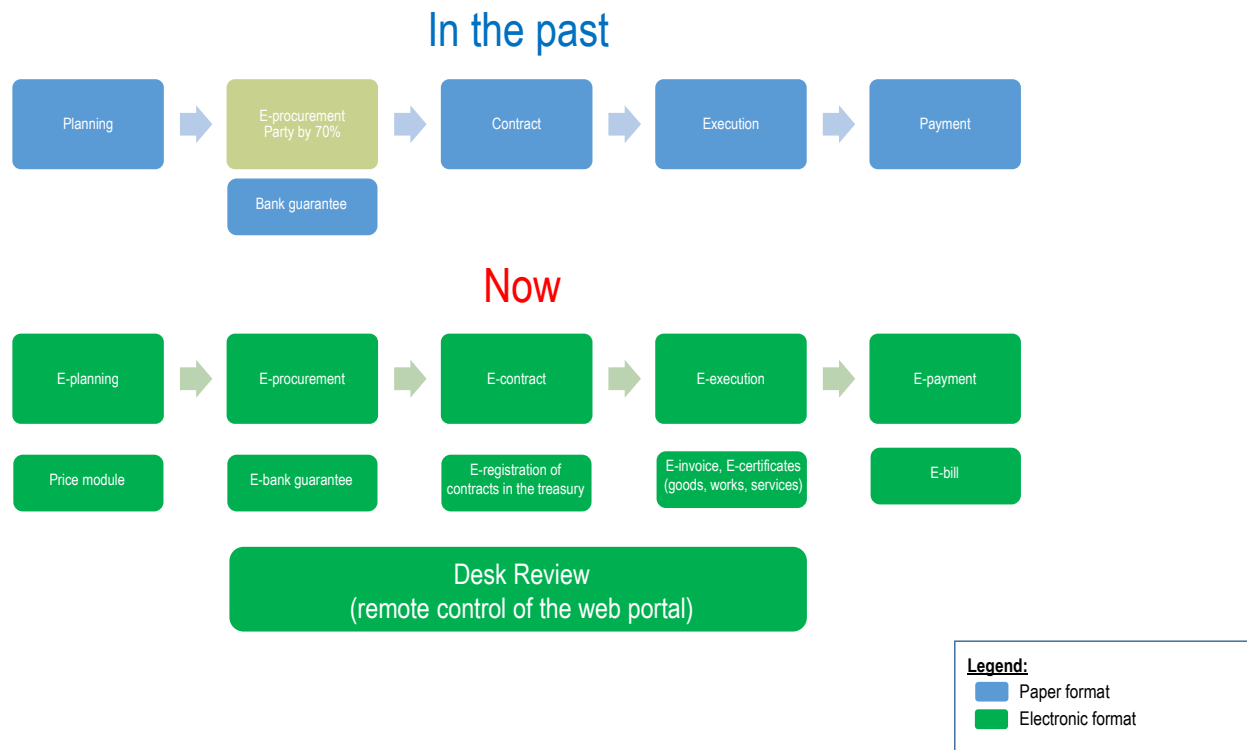 In the past
Planning
E-procurement
Party by 70%
Contract
Execution
Payment
Bank guarantee
Now
E-planning
E-procurement
E-contract
E-execution
E-payment
Price module
E-bank guarantee
E-registration of
contracts in the treasury
E-invoice, E-certificates
(goods, works, services)
E-bill
Desk Review
(remote control of the web portal)
Legend:
Paper format
Electronic format